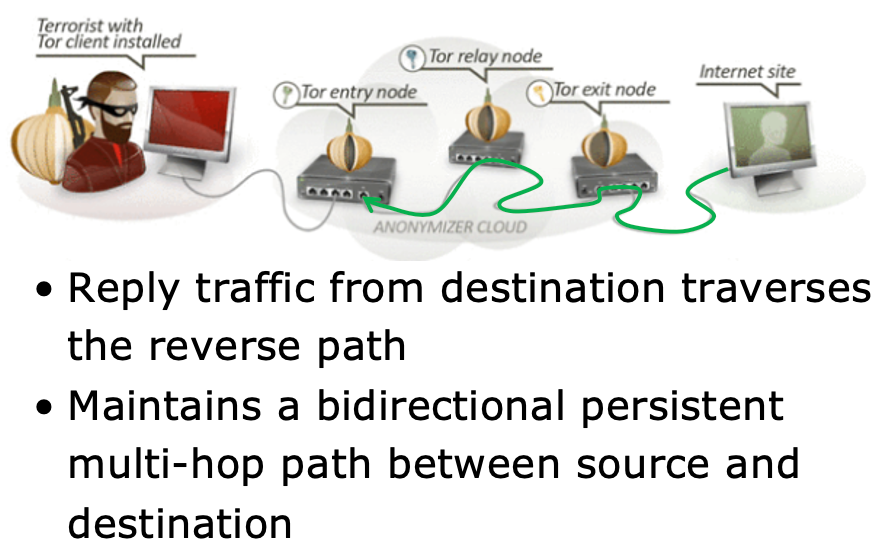 Terrorist with
Tor client installed
Tor entry node
Tor relay node
Tor exit node
Internet site
ANONYMIZER CLOUD
• Reply traffic from destination traverses
the reverse path
• Maintains a bidirectional persistent
multi-hop path between source and
destination